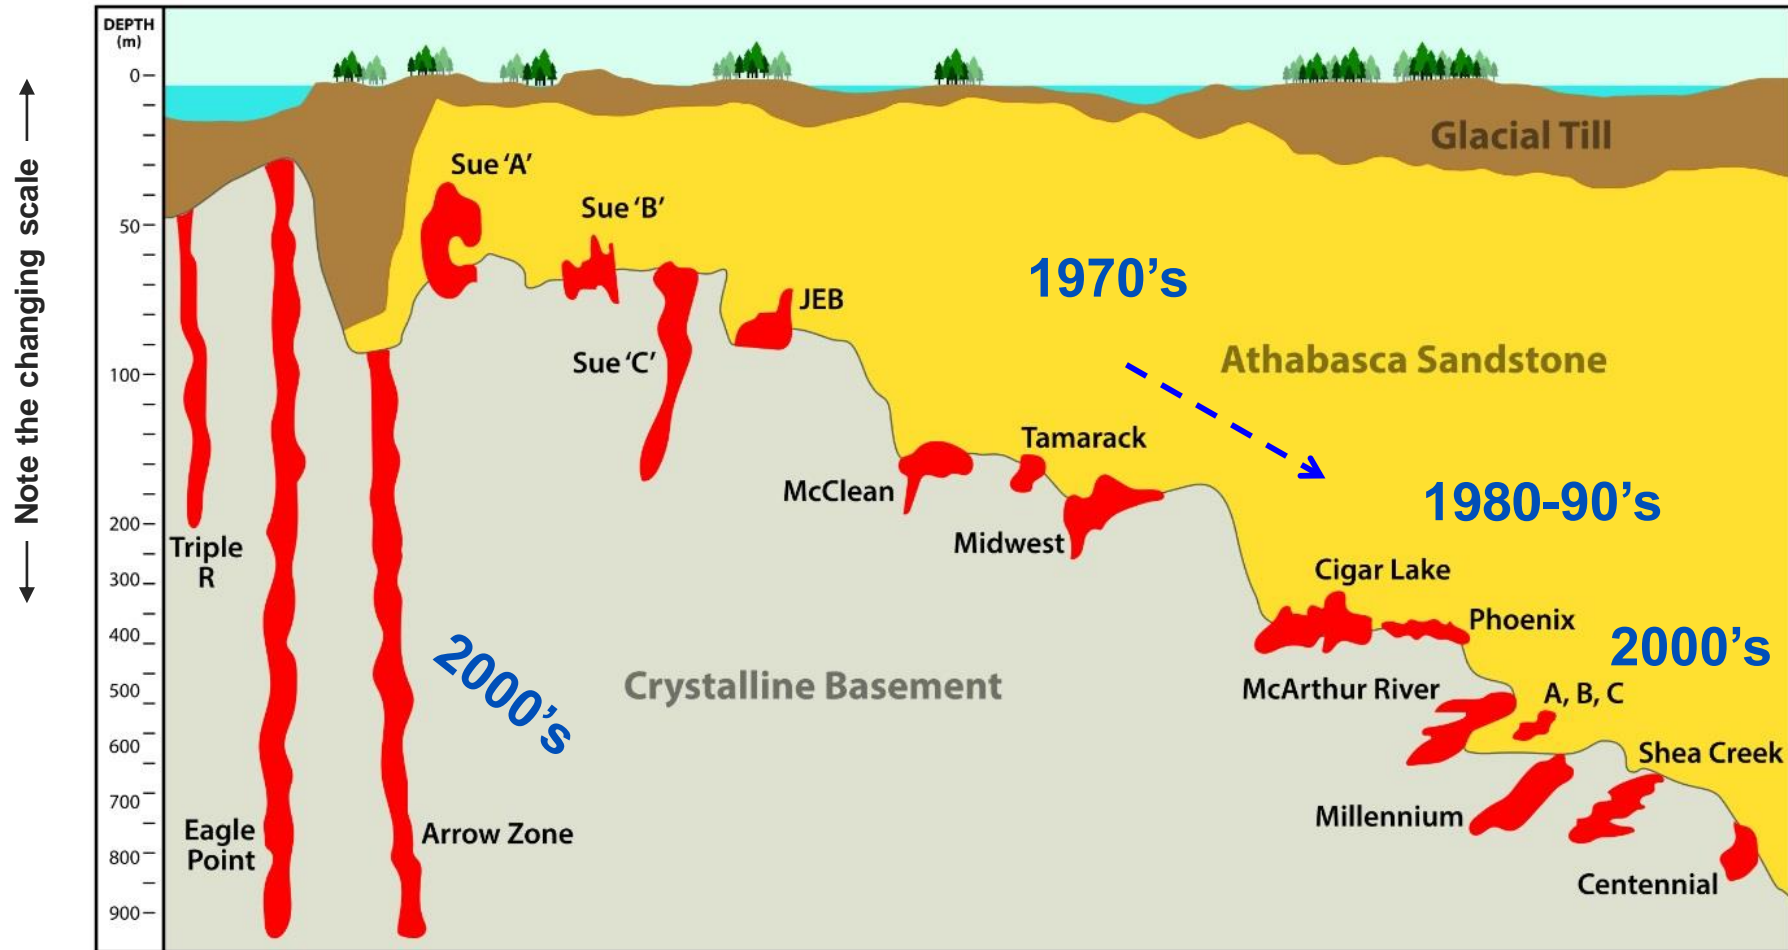 DEPTH
(m)
0
50
100
200
300
400
500
600
700
800
900
Note the changing scale
Glacial Till
Sue ‘A’
Sue ‘B’
1970’s
JEB
Sue ‘C’
Athabasca Sandstone
Tamarack
McClean
1980-90’s
Midwest
Triple
R
Cigar Lake
Phoenix
2000’s
2000’s
Crystalline Basement
McArthur River
A, B, C
Shea Creek
Millennium
Eagle
Point
Arrow Zone
Centennial